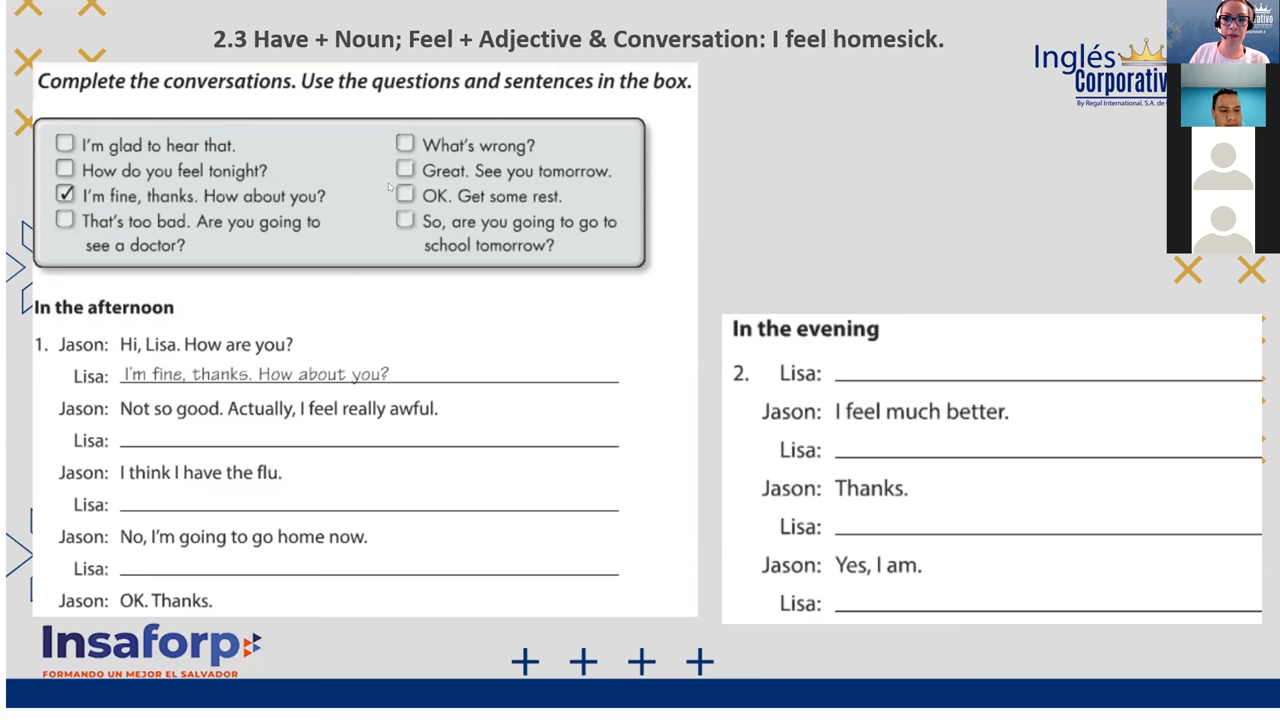 2.3 Have + Noun; Feel + Adjective & Conversation: I feel homesick.
Inglés
Corporativo
By Regal International, S.A. de
Complete the conversations. Use the questions and sentences in the box.
I'm glad to hear that.
How do you feel tonight?
I'm fine, thanks. How about you?
That's too bad. Are you going to
see a doctor?
What's wrong?
Great. See you tomorrow.
OK. Get some rest.
So, are you going to go to
school tomorrow?
In the afternoon
1. Jason: Hi, Lisa. How are you?
Lisa: I'm fine, thanks. How about you?
Jason: Not so good. Actually, I feel really awful.
Lisa:
Jason: I think I have the flu.
Lisa:
Jason: No, I'm going to go home now.
Lisa:
Jason: OK. Thanks.
In the evening
2. Lisa:
Jason: I feel much better.
Lisa:
Jason: Thanks.
Lisa:
Jason: Yes, I am.
Lisa:
Insaforp
FORMANDO UN MEJOR EL SALVADOR